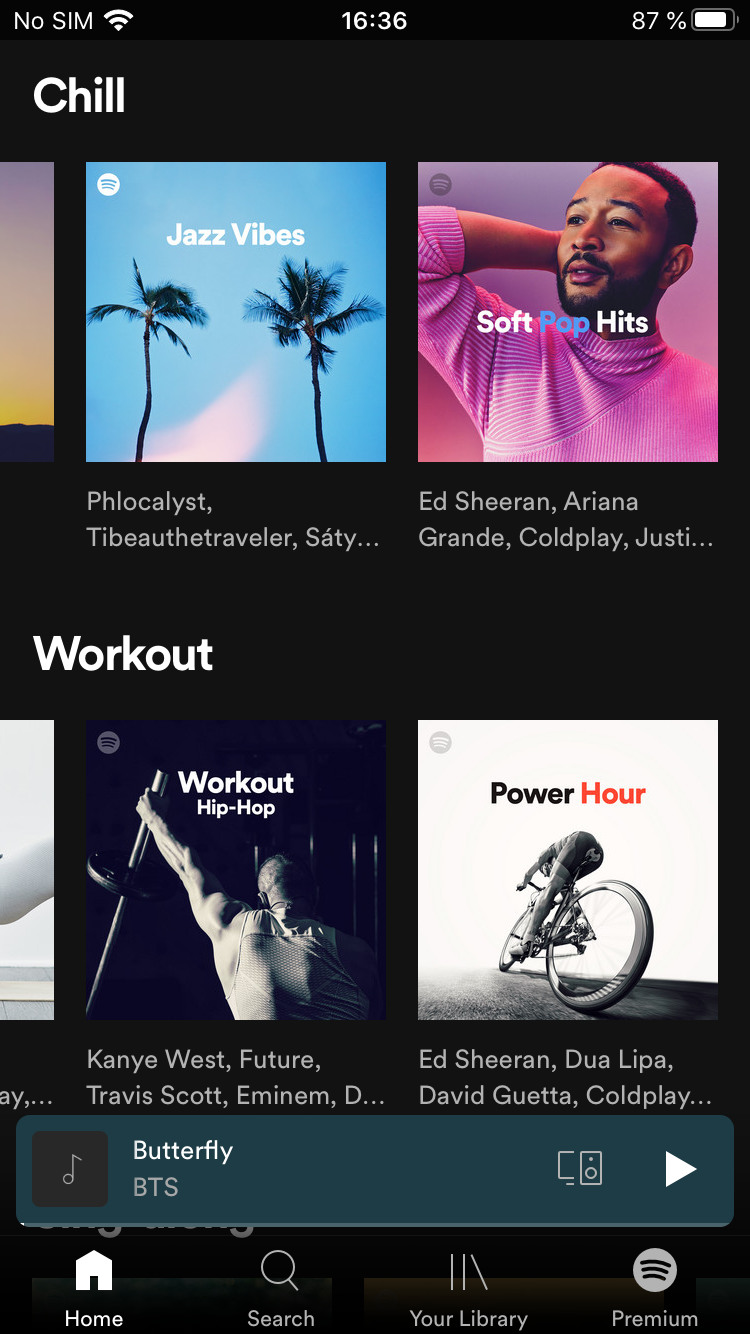 No SIM 16:36 87 %
Chill
Jazz Vibes
Soft Pop Hits
Phlocalyst,
Tibeauthetraveler, Sáty...
Ed Sheeran, Ariana
Grande, Coldplay, Justi...
Workout
Workout
Hip-Hop
Power Hour
ay,...
Kanye West, Future,
Travis Scott, Eminem, D...
Ed Sheeran, Dua Lipa,
David Guetta, Coldplay...
Butterfly
BTS
Home
Search
Your Library
Premium